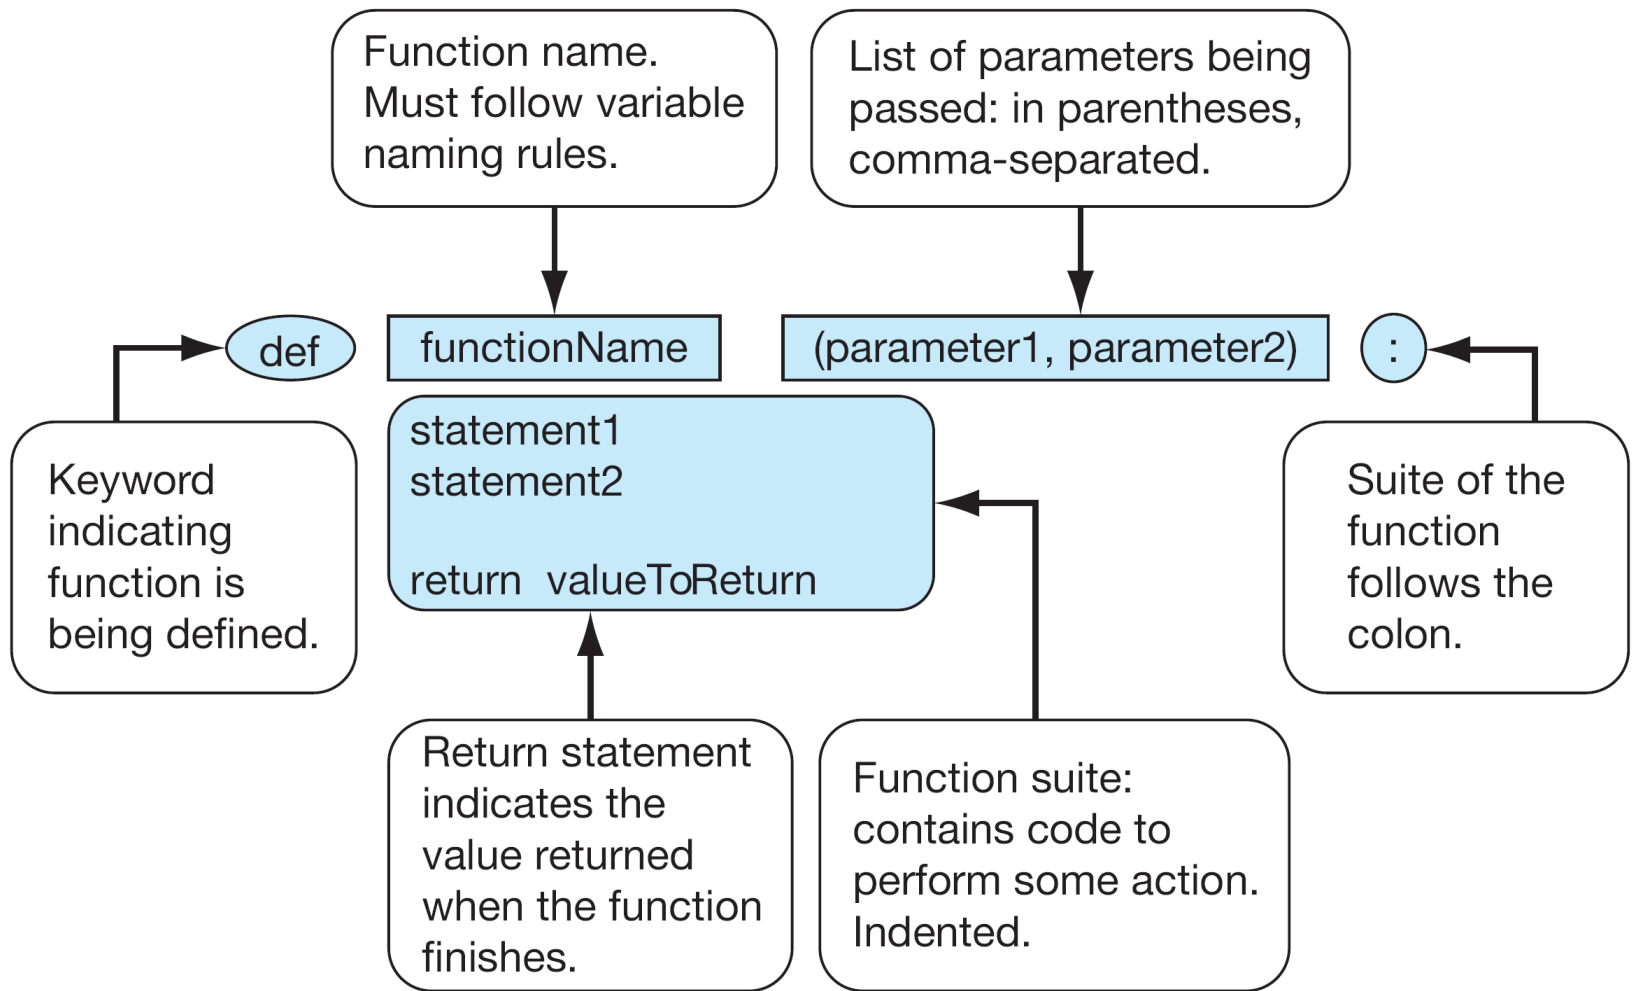 Function name.
Must follow variable
naming rules.
List of parameters being
passed: in parentheses,
comma-separated.
def functionName (parameter1, parameter2) :
statement1
statement2
return valueToReturn
Keyword
indicating
function is
being defined.
Suite of the
function
follows the
colon.
Return statement
indicates the
value returned
when the function
finishes.
Function suite:
contains code to
perform some action.
Indented.